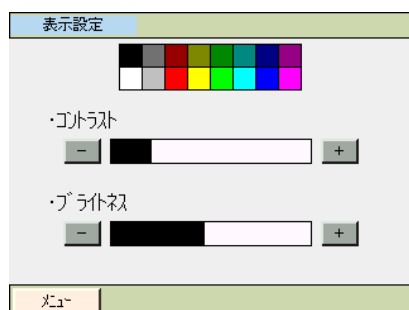 表示設定
・コントラスト
- +
・ブライトネス
- +
メニュー